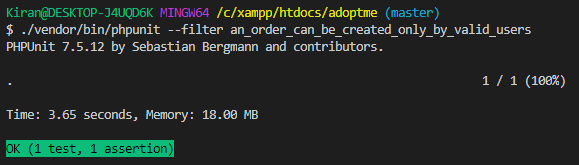 Kiran@DESKTOP-J4UQD6K MINGW64 /c/xampp/htdocs/adoptme (master)
$ ./vendor/bin/phpunit --filter an_order_can_be_created_only_by_valid_users
PHPUnit 7.5.12 by Sebastian Bergmann and contributors.
. 1 / 1 (100%)
Time: 3.65 seconds, Memory: 18.00 MB
OK (1 test, 1 assertion)